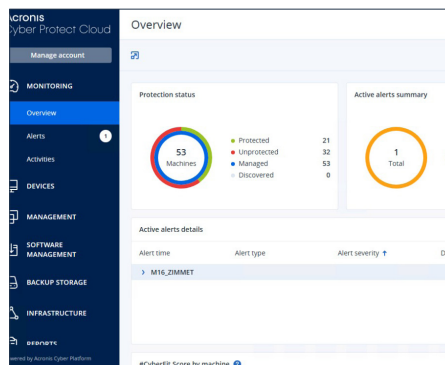 Acronis
Cyber Protect Cloud
Manage account
MONITORING
Overview
Alerts 1
Activities
DEVICES
MANAGEMENT
SOFTWARE
MANAGEMENT
BACKUP STORAGE
INFRASTRUCTURE
REPORTS
Powered by Acronis Cyber Platform
Overview
Protection status
53
Machines
Protected 21
Unprotected 32
Managed 53
Discovered 0
Active alerts summary
1
Total
Active alerts details
Alert time Alert type Alert severity ↑ D
M16_ZIMMET
#CyberFit Score by machine ?